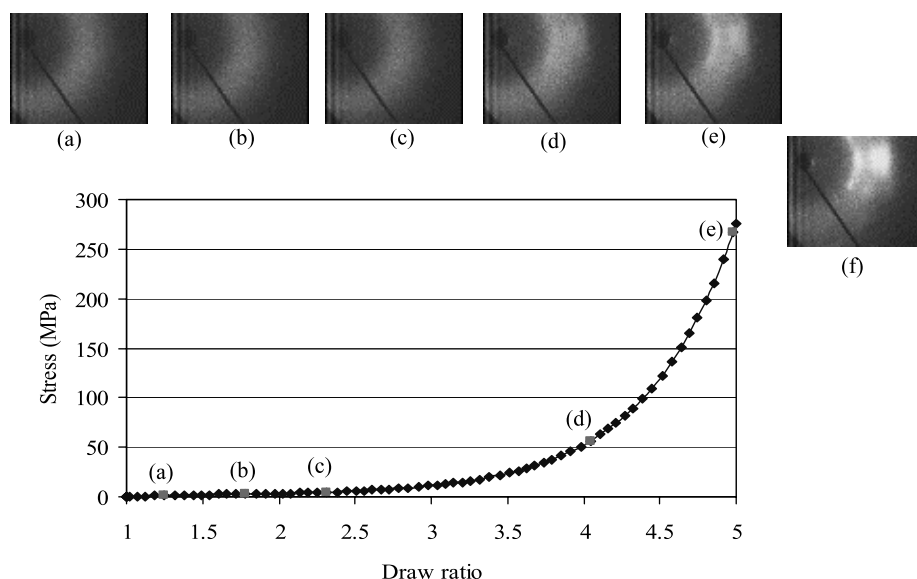 (a)
(b)
(c)
(d)
(e)
(f)
300
250
200
150
100
50
0
Stress (MPa)
(e)
(d)
(a)
(b)
(c)
1 1.5 2 2.5 3 3.5 4 4.5 5
Draw ratio